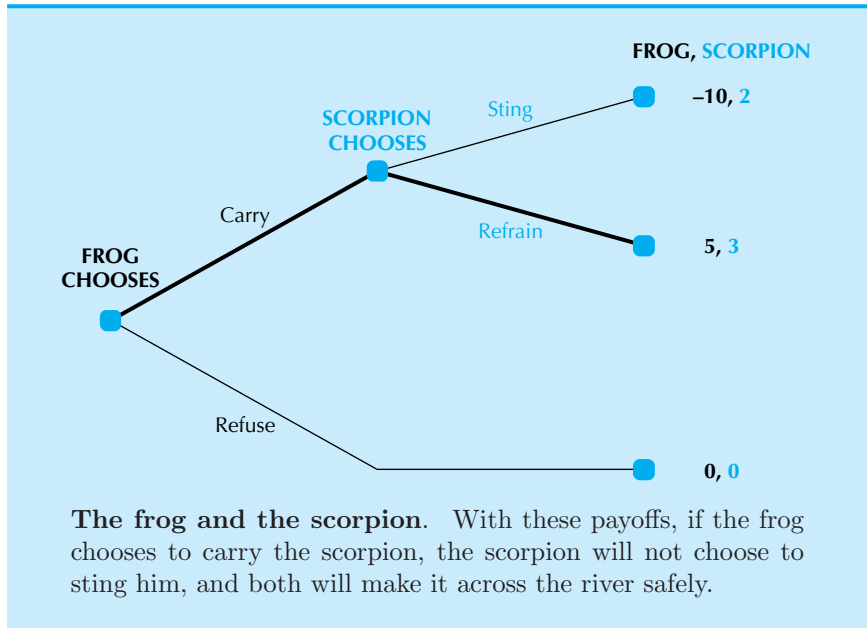 FROG, SCORPION
–10, 2
Sting
SCORPION
CHOOSES
Carry
Refrain
5, 3
FROG
CHOOSES
Refuse
0, 0
The frog and the scorpion. With these payoffs, if the frog
chooses to carry the scorpion, the scorpion will not choose to
sting him, and both will make it across the river safely.